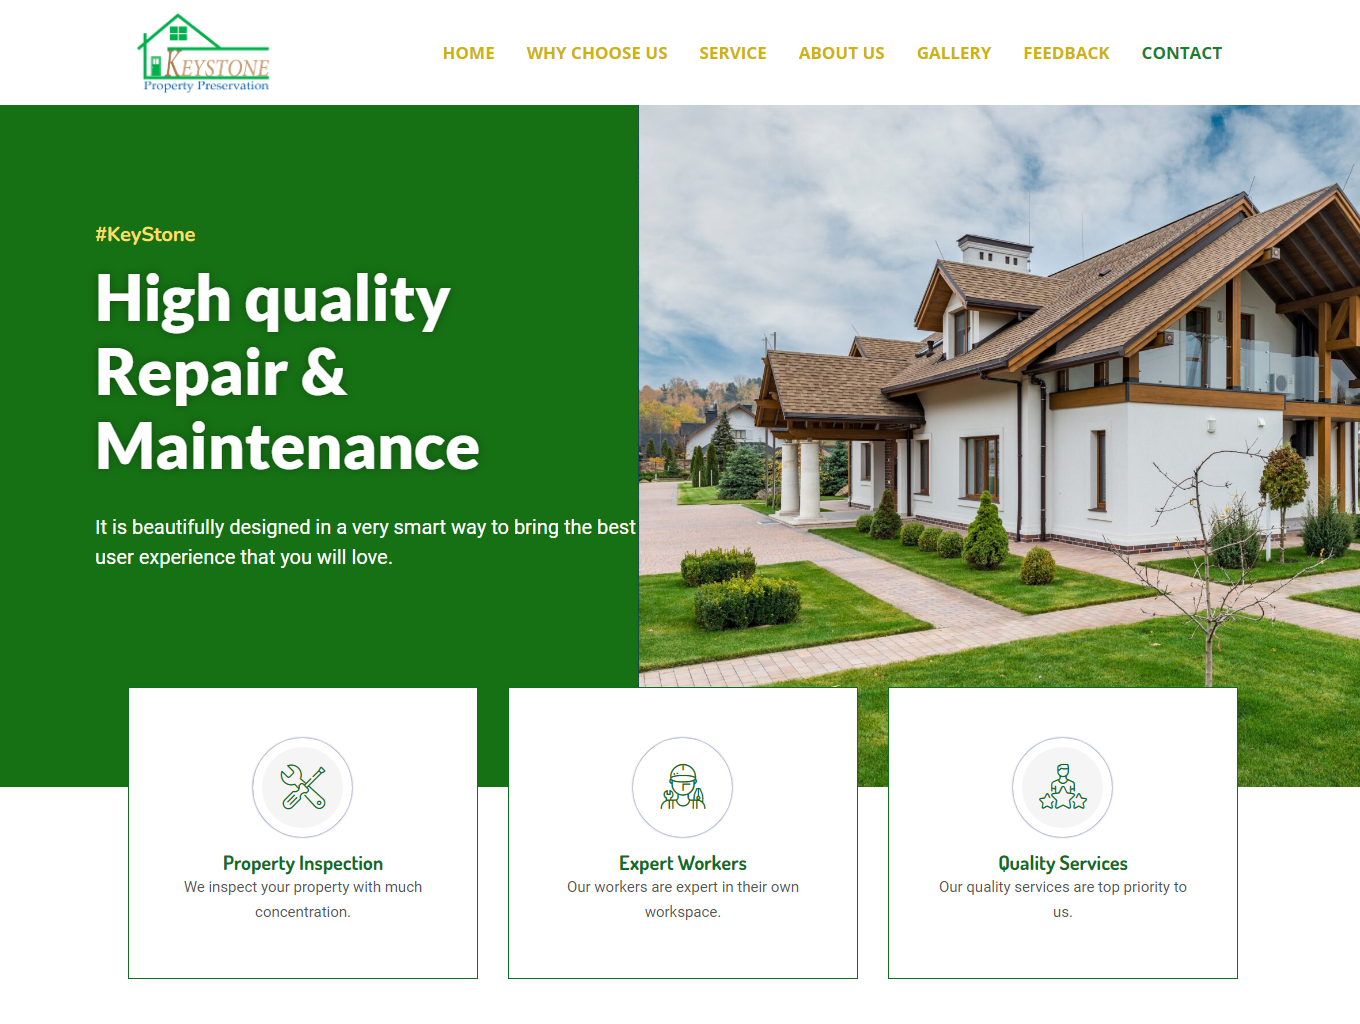 KEYSTONE
Property Preservation
HOME WHY CHOOSE US SERVICE ABOUT US GALLERY FEEDBACK CONTACT
#KeyStone
High quality
Repair &
Maintenance
It is beautifully designed in a very smart way to bring the best
user experience that you will love.
Property Inspection
We inspect your property with much
concentration.
Expert Workers
Our workers are expert in their own
workspace.
Quality Services
Our quality services are top priority to
us.